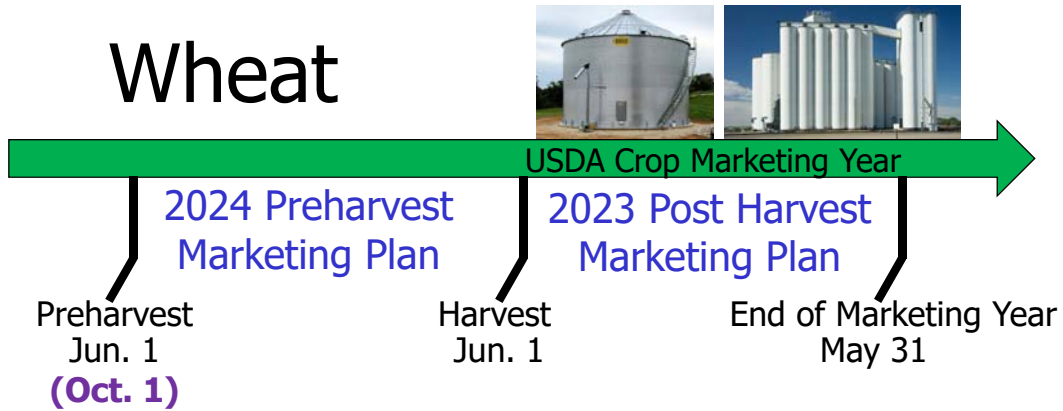 Wheat
USDA Crop Marketing Year
2024 Preharvest
Marketing Plan
2023 Post Harvest
Marketing Plan
Preharvest
Jun. 1
(Oct. 1)
Harvest
Jun. 1
End of Marketing Year
May 31